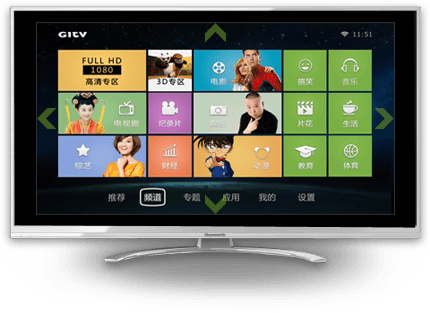 GITV
11:51
FULL HD
1080
高清专区
3D专区
电影
搞笑
音乐
电视剧
纪录片
娱乐
片花
生活
综艺
财经
动漫
教育
体育
推荐 频道 专题 应用 我的 设置
Skyworth